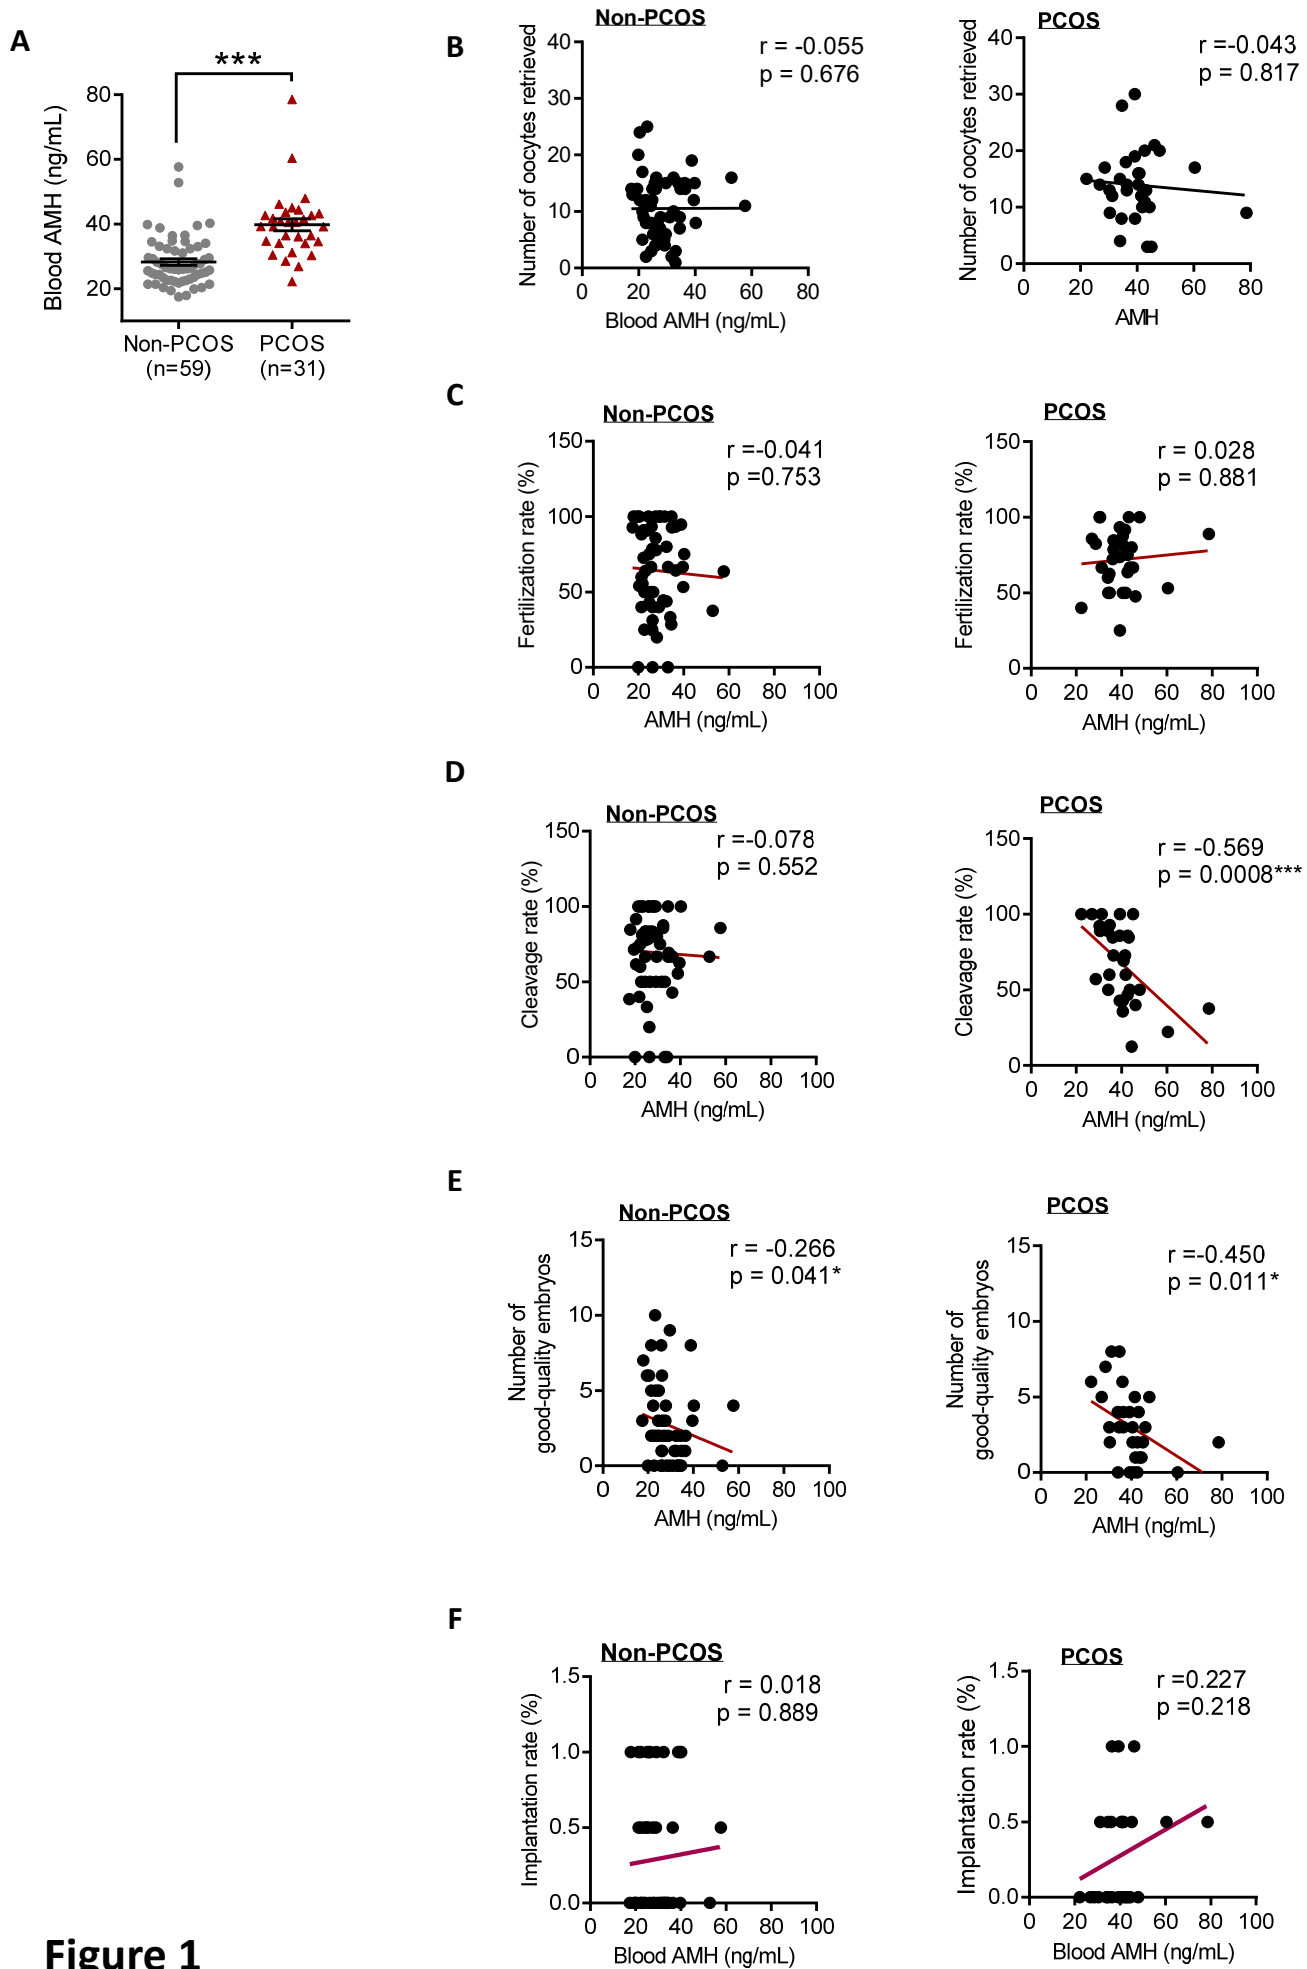 A
***
Blood AMH (ng/mL)
80
60
40
20
Non-PCOS
(n=59)
PCOS
(n=31)
B
Non-PCOS
r = -0.055
p = 0.676
Number of oocytes retrieved
40
30
20
10
0
0 20 40 60 80
Blood AMH (ng/mL)
PCOS
r =-0.043
p = 0.817
Number of oocytes retrieved
40
30
20
10
0
0 20 40 60 80
AMH
C
Non-PCOS
r =-0.041
p =0.753
Fertilization rate (%)
150
100
50
0
0 20 40 60 80 100
AMH (ng/mL)
PCOS
r = 0.028
p = 0.881
Fertilization rate (%)
150
100
50
0
0 20 40 60 80 100
AMH (ng/mL)
D
Non-PCOS
r =-0.078
p = 0.552
Cleavage rate (%)
150
100
50
0
0 20 40 60 80 100
AMH (ng/mL)
PCOS
r = -0.569
p = 0.0008***
Cleavage rate (%)
150
100
50
0
0 20 40 60 80 100
AMH (ng/mL)
E
Non-PCOS
r = -0.266
p = 0.041*
Number of
good-quality embryos
15
10
5
0
0 20 40 60 80 100
AMH (ng/mL)
PCOS
r =-0.450
p = 0.011*
Number of
good-quality embryos
15
10
5
0
0 20 40 60 80 100
AMH (ng/mL)
F
Non-PCOS
r = 0.018
p = 0.889
Implantation rate (%)
1.5
1.0
0.5
0.0
0 20 40 60 80 100
Blood AMH (ng/mL)
PCOS
r =0.227
p =0.218
Implantation rate (%)
1.5
1.0
0.5
0.0
0 20 40 60 80 100
Blood AMH (ng/mL)
Figure 1